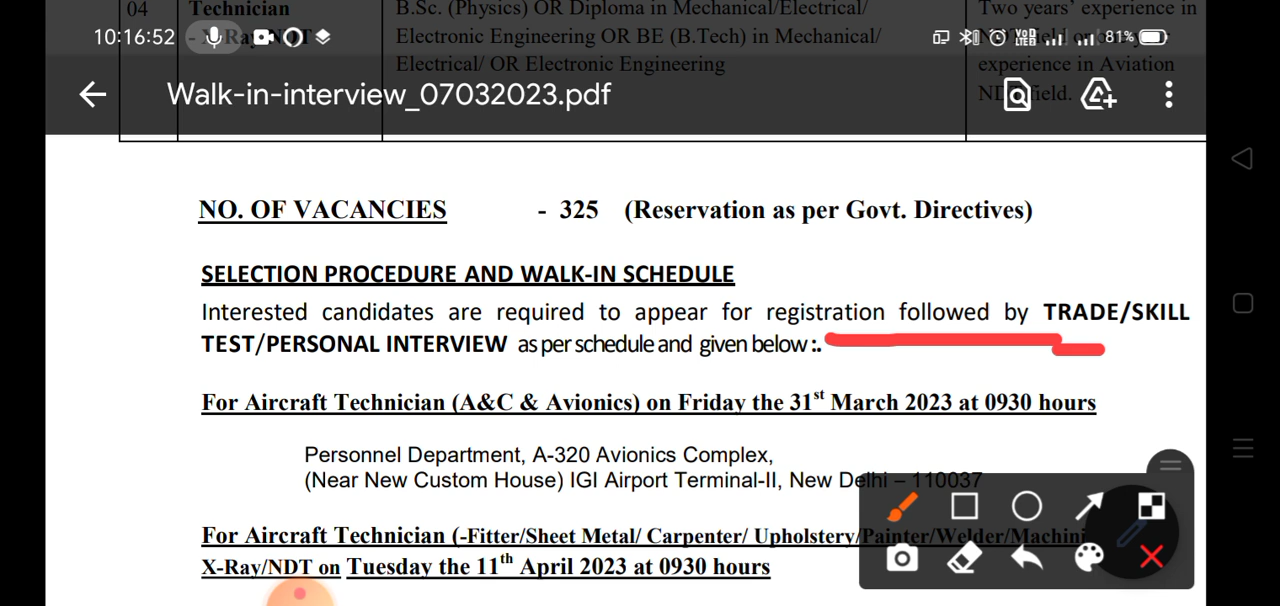 04 Technician B.Sc. (Physics) OR Diploma in Mechanical/Electrical/ Two years' experience in
10:16:52 - X-Ray/NDT Electronic Engineering OR BE (B.Tech) in Mechanical/ 81%
Electrical/ OR Electronic Engineering experience in Aviation
Walk-in-interview_07032023.pdf field.
NO. OF VACANCIES - 325 (Reservation as per Govt. Directives)
SELECTION PROCEDURE AND WALK-IN SCHEDULE
Interested candidates are required to appear for registration followed by TRADE/SKILL
TEST/PERSONAL INTERVIEW as per schedule and given below :.
For Aircraft Technician (A&C & Avionics) on Friday the 31st March 2023 at 0930 hours
Personnel Department, A-320 Avionics Complex,
(Near New Custom House) IGI Airport Terminal-II, New Delhi – 110037
For Aircraft Technician (-Fitter/Sheet Metal/ Carpenter/ Upholstery/Painter/Welder/Machini
X-Ray/NDT on Tuesday the 11th April 2023 at 0930 hours